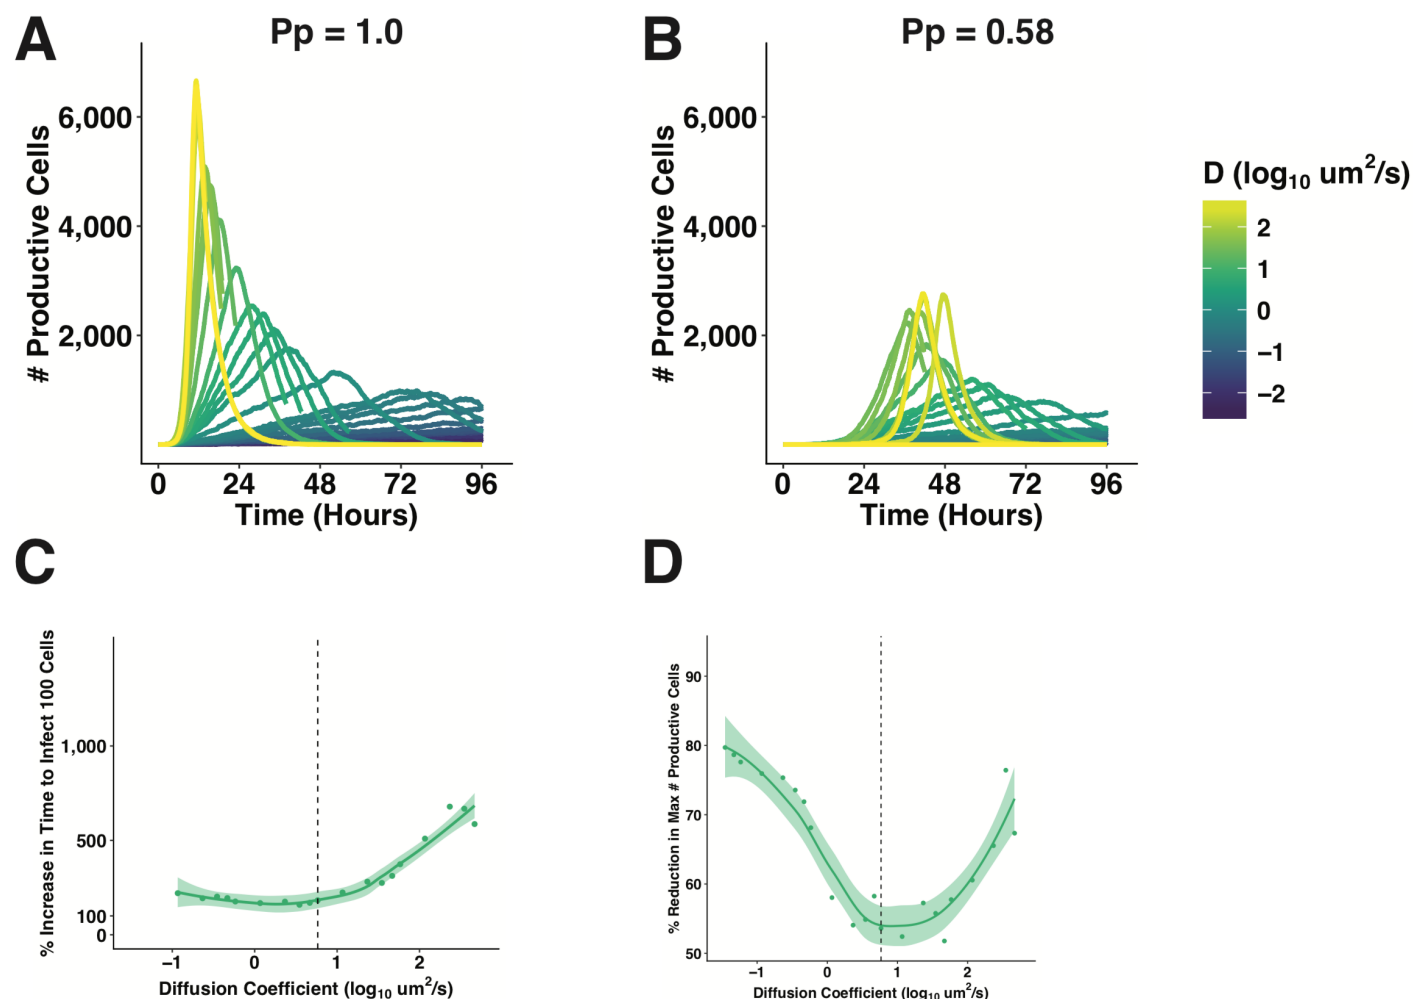 A
Pp = 1.0
# Productive Cells
6,000
4,000
2,000
0 24 48 72 96
Time (Hours)
B
Pp = 0.58
# Productive Cells
6,000
4,000
2,000
0 24 48 72 96
Time (Hours)
D (log10 um2/s)
2
1
0
−1
−2
C
% Increase in Time to Infect 100 Cells
1,000
500
100
0
−1 0 1 2
Diffusion Coefficient (log10 um2/s)
D
% Reduction in Max # Productive Cells
90
80
70
60
50
−1 0 1 2
Diffusion Coefficient (log10 um2/s)